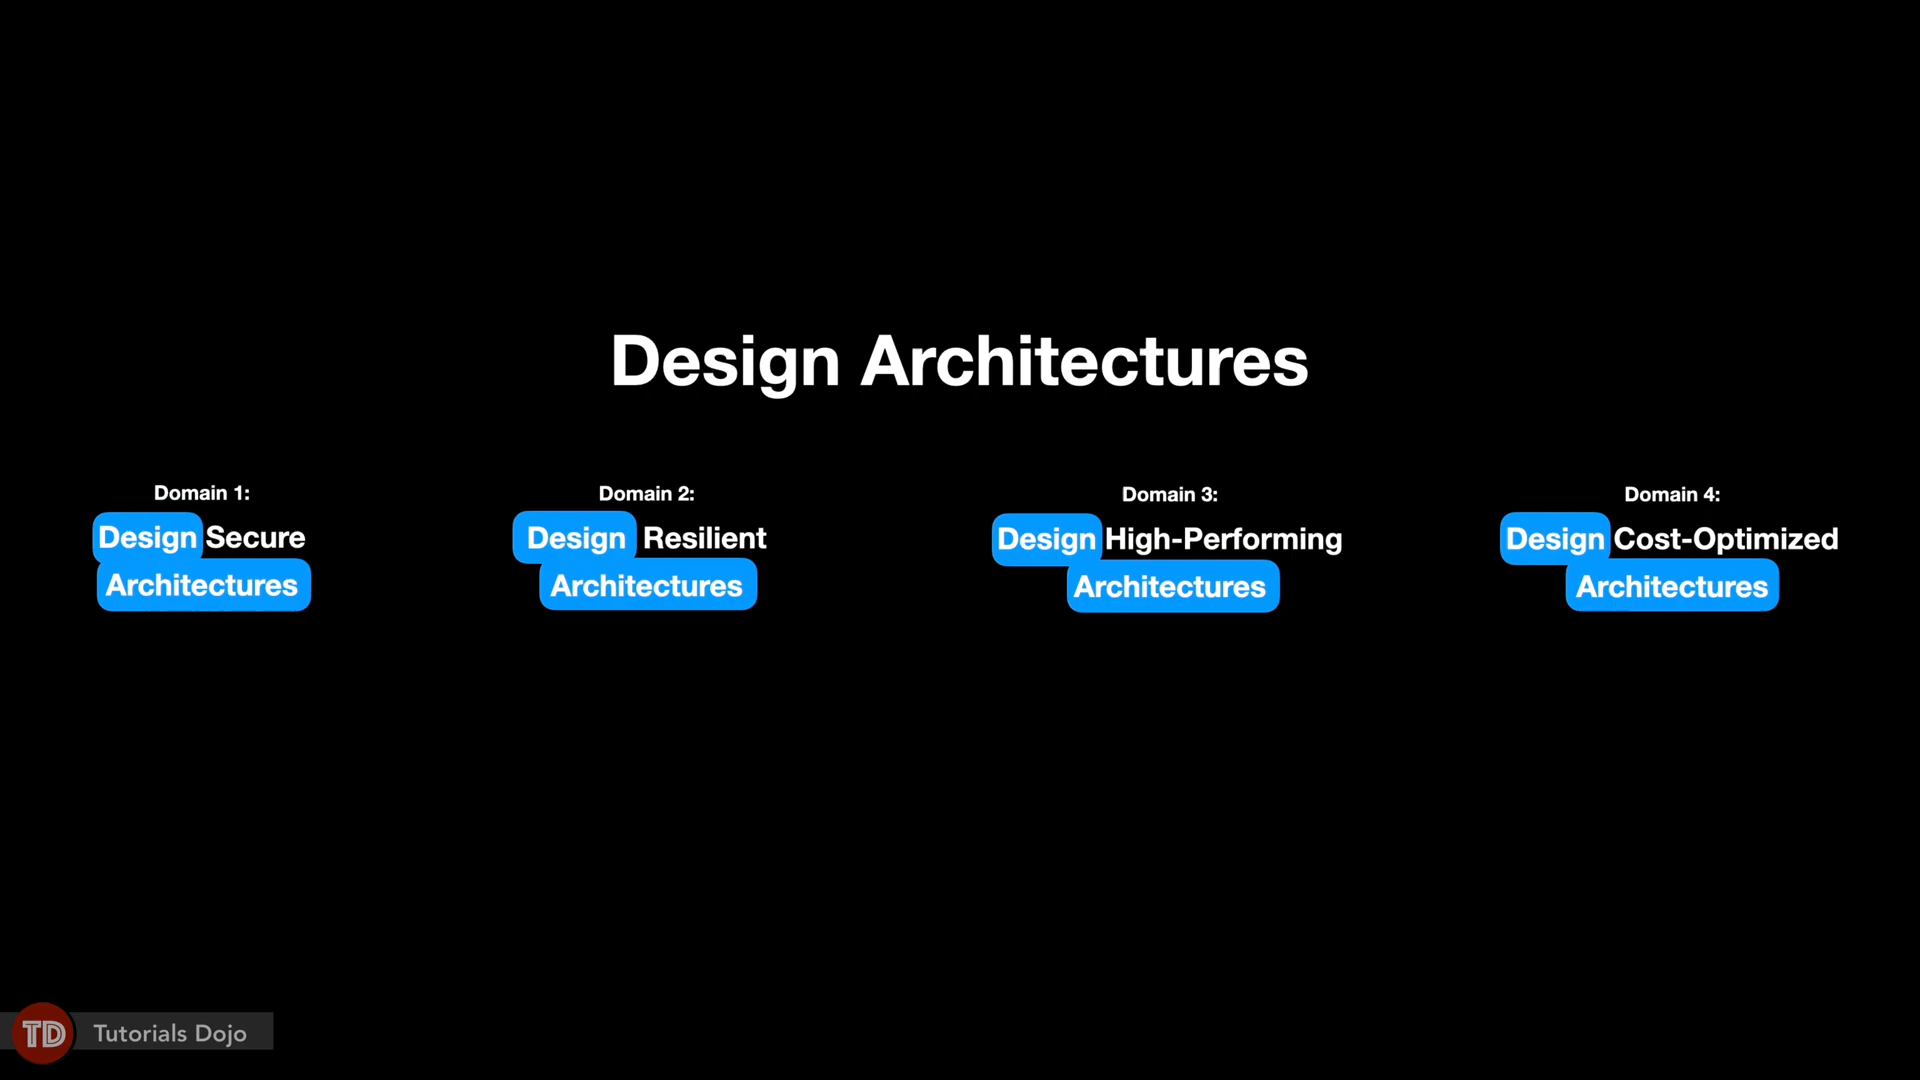 Design Architectures
Domain 1:
Design Secure
Architectures
Domain 2:
Design Resilient
Architectures
Domain 3:
Design High-Performing
Architectures
Domain 4:
Design Cost-Optimized
Architectures
TD Tutorials Dojo